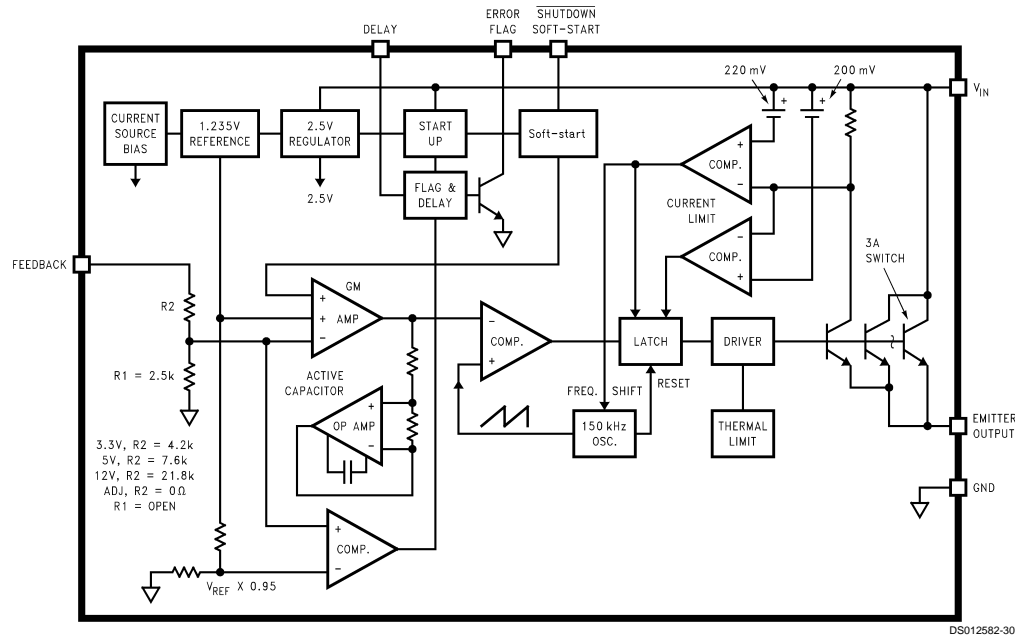 DELAY
ERROR
FLAG
SHUTDOWN
SOFT-START
220 mV
200 mV
VIN
CURRENT
SOURCE
BIAS
1.235V
REFERENCE
2.5V
REGULATOR
START
UP
Soft-start
2.5V
FLAG &
DELAY
+
COMP.
−
CURRENT
LIMIT
−
COMP.
+
+
+
3A
SWITCH
FEEDBACK
R2
R1 = 2.5k
GM
+
+
AMP
−
−
COMP.
+
LATCH
DRIVER
FREQ. SHIFT
RESET
150 kHz
OSC.
THERMAL
LIMIT
ACTIVE
CAPACITOR
+
OP AMP
−
3.3V, R2 = 4.2k
5V, R2 = 7.6k
12V, R2 = 21.8k
ADJ, R2 = 0Ω
R1 = OPEN
EMITTER
OUTPUT
GND
+
COMP.
−
VREF X 0.95
DS012582-30